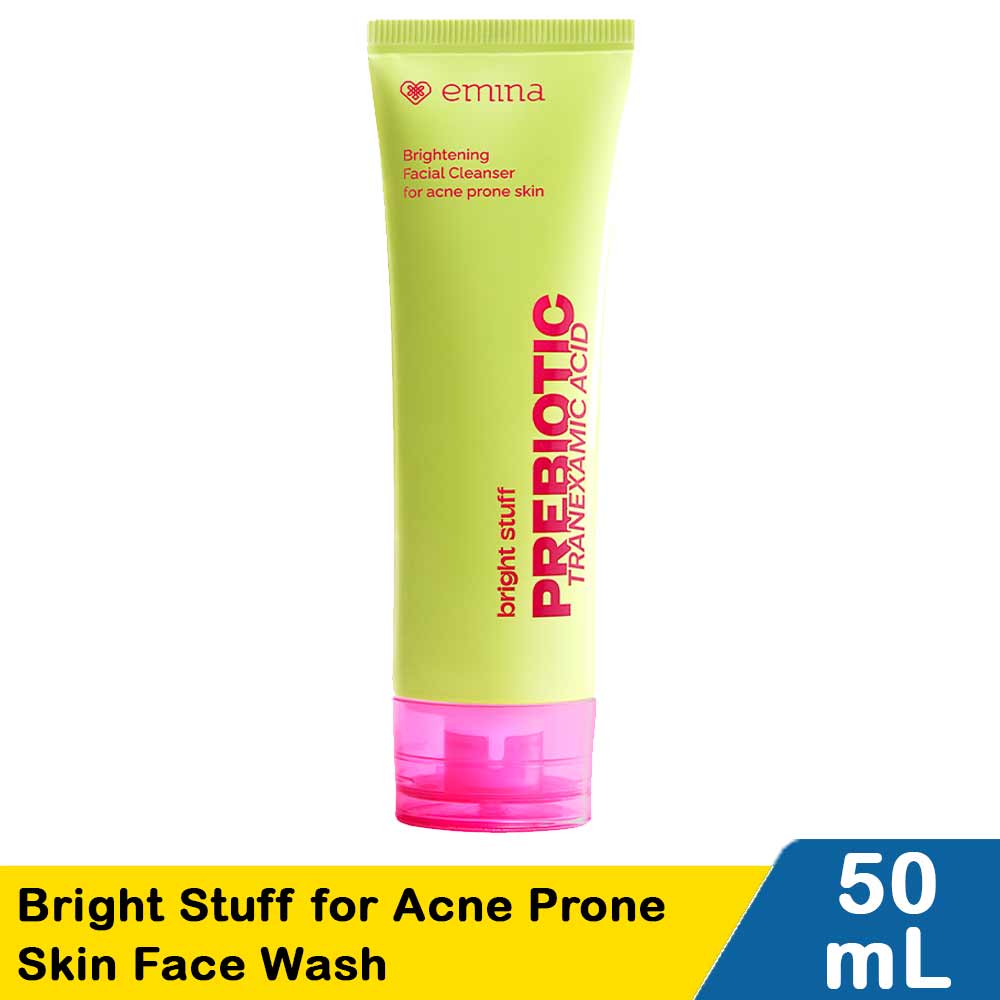 emina
Brightening
Facial Cleanser
for acne prone skin
bright stuff
PREBIOTIC
TRANEXAMIC ACID
Bright Stuff for Acne Prone
Skin Face Wash
50
mL